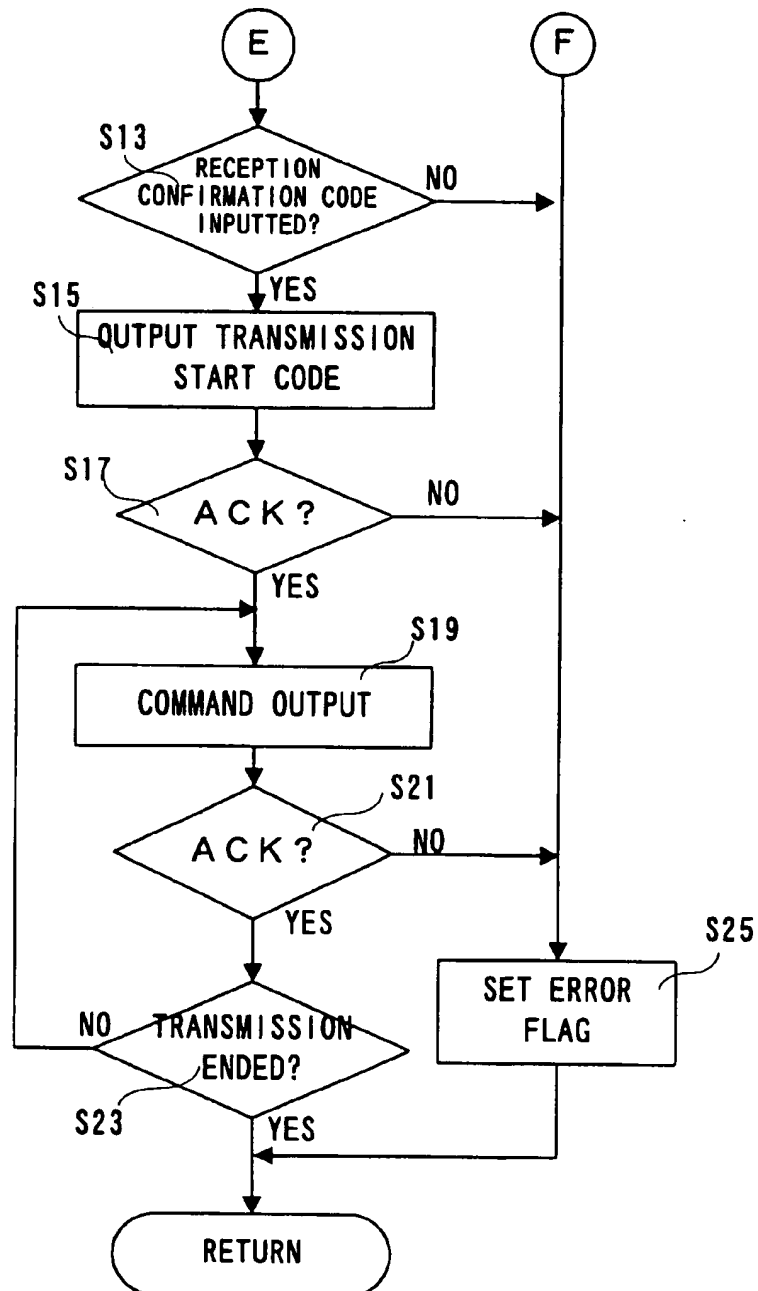 E
F
S13
RECEPTION
CONFIRMATION CODE
INPUTTED?
NO
YES
S15
OUTPUT TRANSMISSION
START CODE
S17
ACK?
NO
YES
S19
COMMAND OUTPUT
S21
ACK?
NO
YES
S25
SET ERROR
FLAG
NO
TRANSMISSION
ENDED?
S23
YES
RETURN